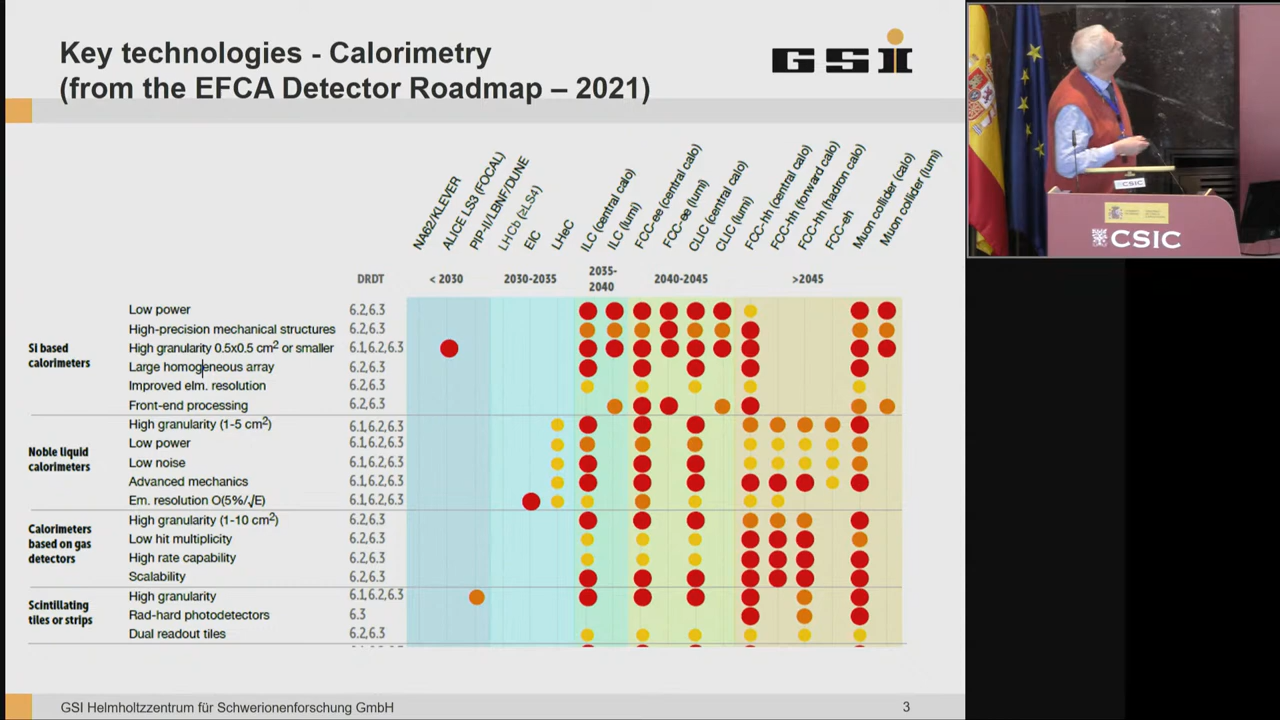 Key technologies - Calorimetry
(from the EFCA Detector Roadmap – 2021)
GSI
NA62/KLEVER
ALICE LS3 (FOCAL)
PIP-II/LBNF/DUNE
LHCb (≥LS4)
EIC
LHeC
ILC (central calo)
ILC (lumi)
FCC-ee (central calo)
FCC-ee (lumi)
CLIC (central calo)
CLIC (lumi)
FCC-hh (central calo)
FCC-hh (forward calo)
FCC-hh (hadron calo)
FCC-eh
Muon collider (calo)
Muon collider (lumi)
DRDT < 2030 2030-2035 2035-2040 2040-2045 >2045
Si based calorimeters
Low power 6.2,6.3
High-precision mechanical structures 6.2,6.3
High granularity 0.5x0.5 cm² or smaller 6.1,6.2,6.3
Large homogeneous array 6.2,6.3
Improved elm. resolution 6.2,6.3
Front-end processing 6.2,6.3
Noble liquid calorimeters
High granularity (1-5 cm²) 6.1,6.2,6.3
Low power 6.1,6.2,6.3
Low noise 6.1,6.2,6.3
Advanced mechanics 6.1,6.2,6.3
Em. resolution O(5%/√E) 6.1,6.2,6.3
Calorimeters based on gas detectors
High granularity (1-10 cm²) 6.2,6.3
Low hit multiplicity 6.2,6.3
High rate capability 6.2,6.3
Scalability 6.2,6.3
Scintillating tiles or strips
High granularity 6.1,6.2,6.3
Rad-hard photodetectors 6.3
Dual readout tiles 6.2,6.3
GSI Helmholtzzentrum für Schwerionenforschung GmbH
3
CSIC
CSIC